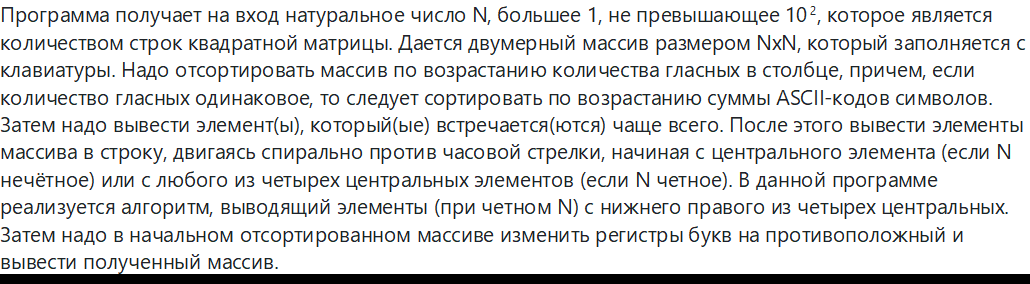 Программа получает на вход натуральное число N, большее 1, не превышающее 10², которое является
количеством строк квадратной матрицы. Дается двумерный массив размером NxN, который заполняется с
клавиатуры. Надо отсортировать массив по возрастанию количества гласных в столбце, причем, если
количество гласных одинаковое, то следует сортировать по возрастанию суммы ASCII-кодов символов.
Затем надо вывести элемент(ы), который(ые) встречается(ются) чаще всего. После этого вывести элементы
массива в строку, двигаясь спирально против часовой стрелки, начиная с центрального элемента (если N
нечётное) или с любого из четырех центральных элементов (если N четное). В данной программе
реализуется алгоритм, выводящий элементы (при четном N) с нижнего правого из четырех центральных.
Затем надо в начальном отсортированном массиве изменить регистры букв на противоположный и
вывести полученный массив.